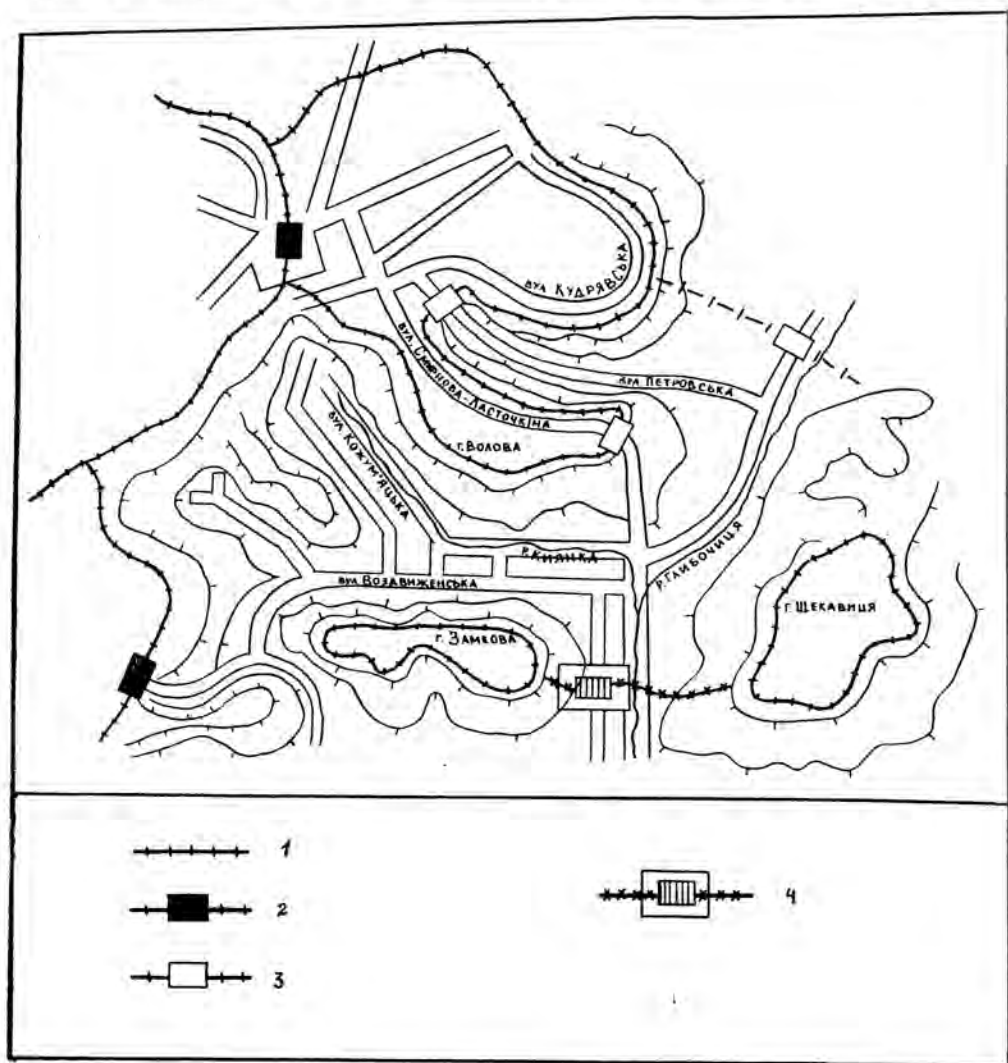 вул Кудрявська
вул. Смирнова-Ласточкіна
вул Петровська
г. Волова
вул Кожум'яцька
р. Киянка
р. Глибочиця
вул Воздвиженська
г. Щекавиця
г. Замкова
1
2
3
4